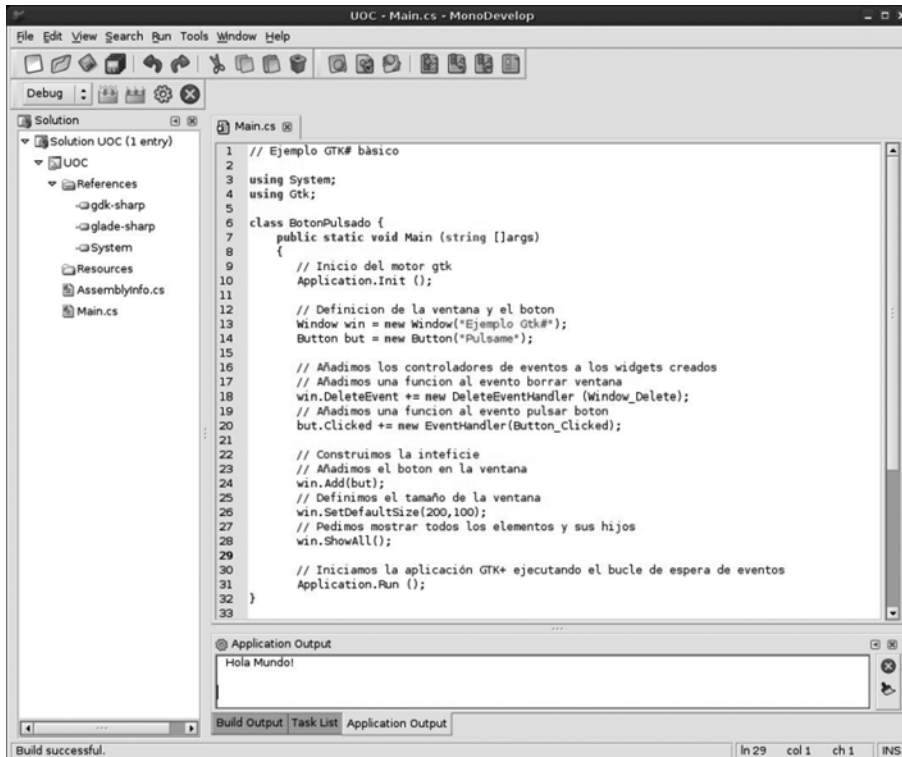 UOC - Main.cs - MonoDevelop
File Edit View Search Run Tools Window Help
Debug
Solution
Solution UOC (1 entry)
UOC
References
gdk-sharp
glade-sharp
System
Resources
AssemblyInfo.cs
Main.cs
Main.cs
1 // Ejemplo GTK# bàsico
2
3 using System;
4 using Gtk;
5
6 class BotonPulsado {
7 public static void Main (string []args)
8 {
9 // Inicio del motor gtk
10 Application.Init ();
11
12 // Definicion de la ventana y el boton
13 Window win = new Window("Ejemplo Gtk#");
14 Button but = new Button("Pulsame");
15
16 // Añadimos los controladores de eventos a los widgets creados
17 // Añadimos una funcion al evento borrar ventana
18 win.DeleteEvent += new DeleteEventHandler (Window_Delete);
19 // Añadimos una funcion al evento pulsar boton
20 but.Clicked += new EventHandler(Button_Clicked);
21
22 // Construimos la inteficie
23 // Añadimos el boton en la ventana
24 win.Add(but);
25 // Definimos el tamaño de la ventana
26 win.SetDefaultSize(200,100);
27 // Pedimos mostrar todos los elementos y sus hijos
28 win.ShowAll();
29
30 // Iniciamos la aplicación GTK+ ejecutando el bucle de espera de eventos
31 Application.Run ();
32 }
33
Application Output
Hola Mundo!
Build Output Task List Application Output
Build successful.
ln 29 col 1 ch 1 INS